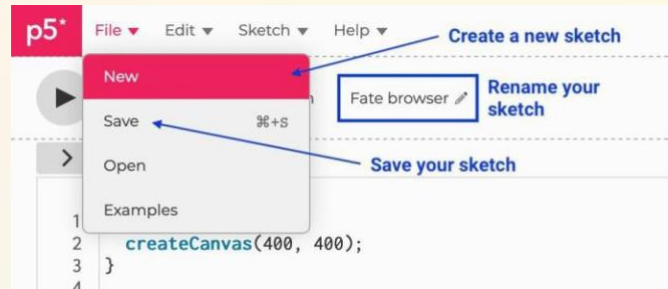 p5* File ▼ Edit ▼ Sketch ▼ Help ▼
Create a new sketch
New
Fate browser
Rename your
sketch
Save ⌘+S
Open
Save your sketch
Examples
1
2 createCanvas(400, 400);
3 }
4